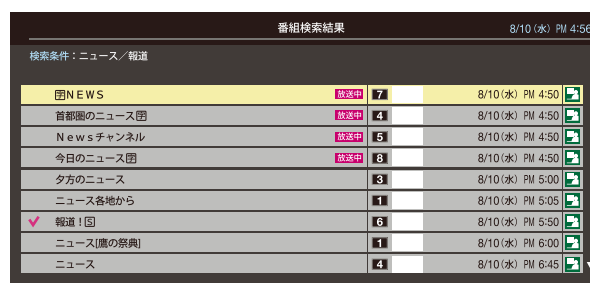 番組検索結果
8/10(水) PM 4:56
検索条件:ニュース/報道
字NEWS 放送中 7 8/10(水) PM 4:50
首都圏のニュース字 放送中 4 8/10(水) PM 4:50
Newsチャンネル 放送中 5 8/10(水) PM 4:50
今日のニュース字 放送中 8 8/10(水) PM 4:50
夕方のニュース 3 8/10(水) PM 5:00
ニュース各地から 1 8/10(水) PM 5:05
報道!S 6 8/10(水) PM 5:50
ニュース[鷹の祭典] 1 8/10(水) PM 6:00
ニュース 4 8/10(水) PM 6:45